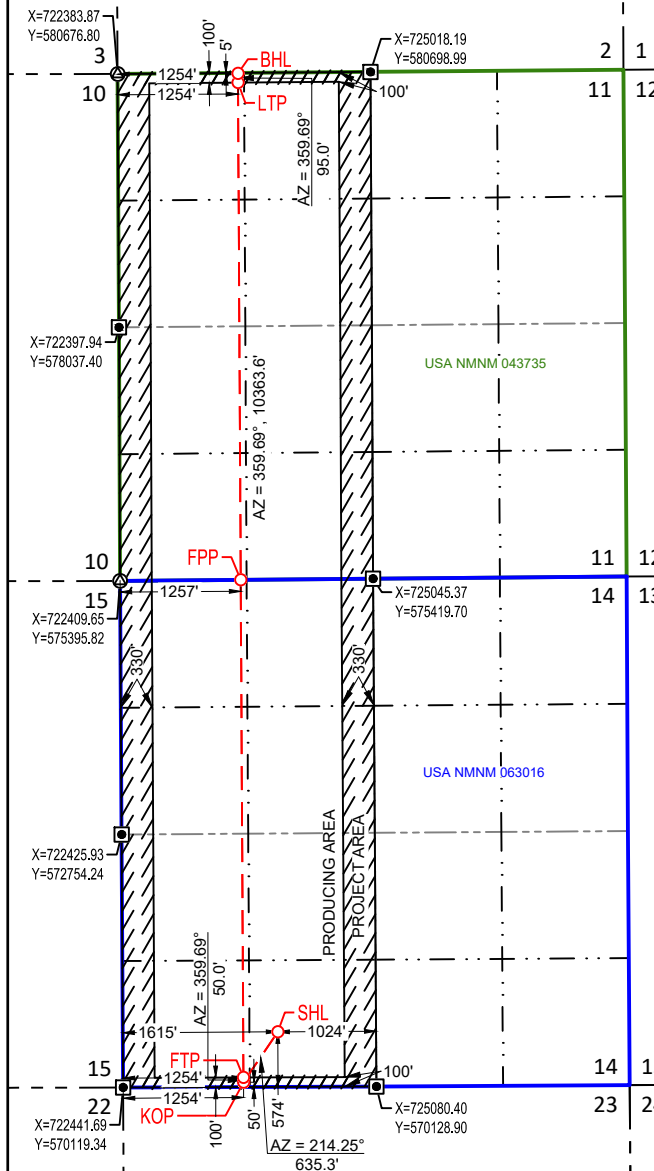 X=722383.87
Y=580676.80
3
10
1254'
1254'
100'
5'
BHL
LTP
X=725018.19
Y=580698.99
2
1
11
12
100'
AZ = 359.69°
95.0'
X=722397.94
Y=578037.40
USA NMNM 043735
AZ = 359.69°, 10363.6'
FPP
10
15
1257'
11
12
14
13
X=722409.65
Y=575395.82
X=725045.37
Y=575419.70
330'
330'
USA NMNM 063016
X=722425.93
Y=572754.24
PRODUCING AREA
PROJECT AREA
AZ = 359.69°
50.0'
SHL
1615'
1024'
FTP
15
1254'
100'
14
1
KOP
22
1254'
23
2
X=722441.69
Y=570119.34
100'
50'
574'
X=725080.40
Y=570128.90
AZ = 214.25°
635.3'